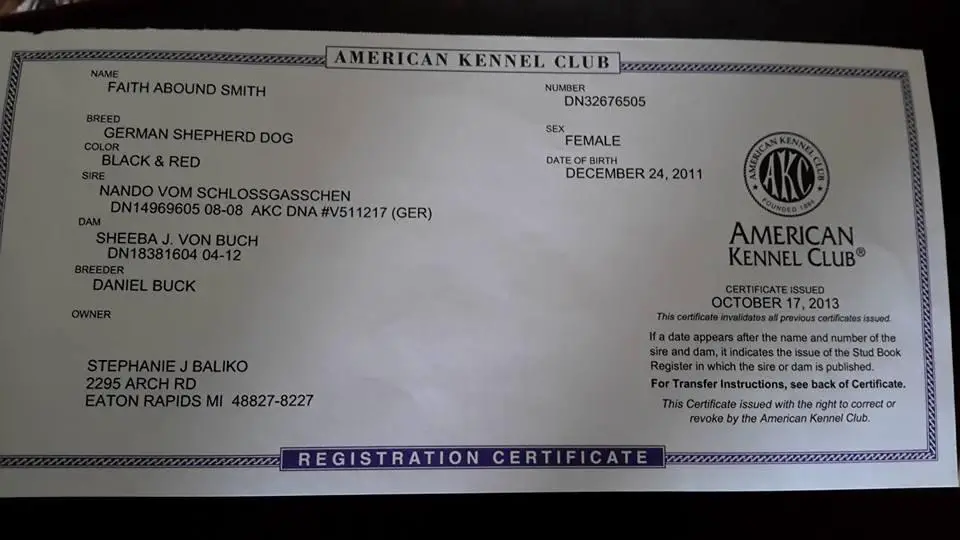 AMERICAN KENNEL CLUB
NAME
FAITH ABOUND SMITH
BREED
GERMAN SHEPHERD DOG
COLOR
BLACK & RED
SIRE
NANDO VOM SCHLOSSGASSCHEN
DN14969605 08-08 AKC DNA #V511217 (GER)
DAM
SHEEBA J. VON BUCH
DN18381604 04-12
BREEDER
DANIEL BUCK
OWNER
STEPHANIE J BALIKO
2295 ARCH RD
EATON RAPIDS MI 48827-8227
NUMBER
DN32676505
SEX
FEMALE
DATE OF BIRTH
DECEMBER 24, 2011
AMERICAN KENNEL CLUB
AKC
FOUNDED 1884
AMERICAN
KENNEL CLUB®
CERTIFICATE ISSUED
OCTOBER 17, 2013
This certificate invalidates all previous certificates issued.
If a date appears after the name and number of the
sire and dam, it indicates the issue of the Stud Book
Register in which the sire or dam is published.
For Transfer Instructions, see back of Certificate.
This Certificate issued with the right to correct or
revoke by the American Kennel Club.
REGISTRATION CERTIFICATE